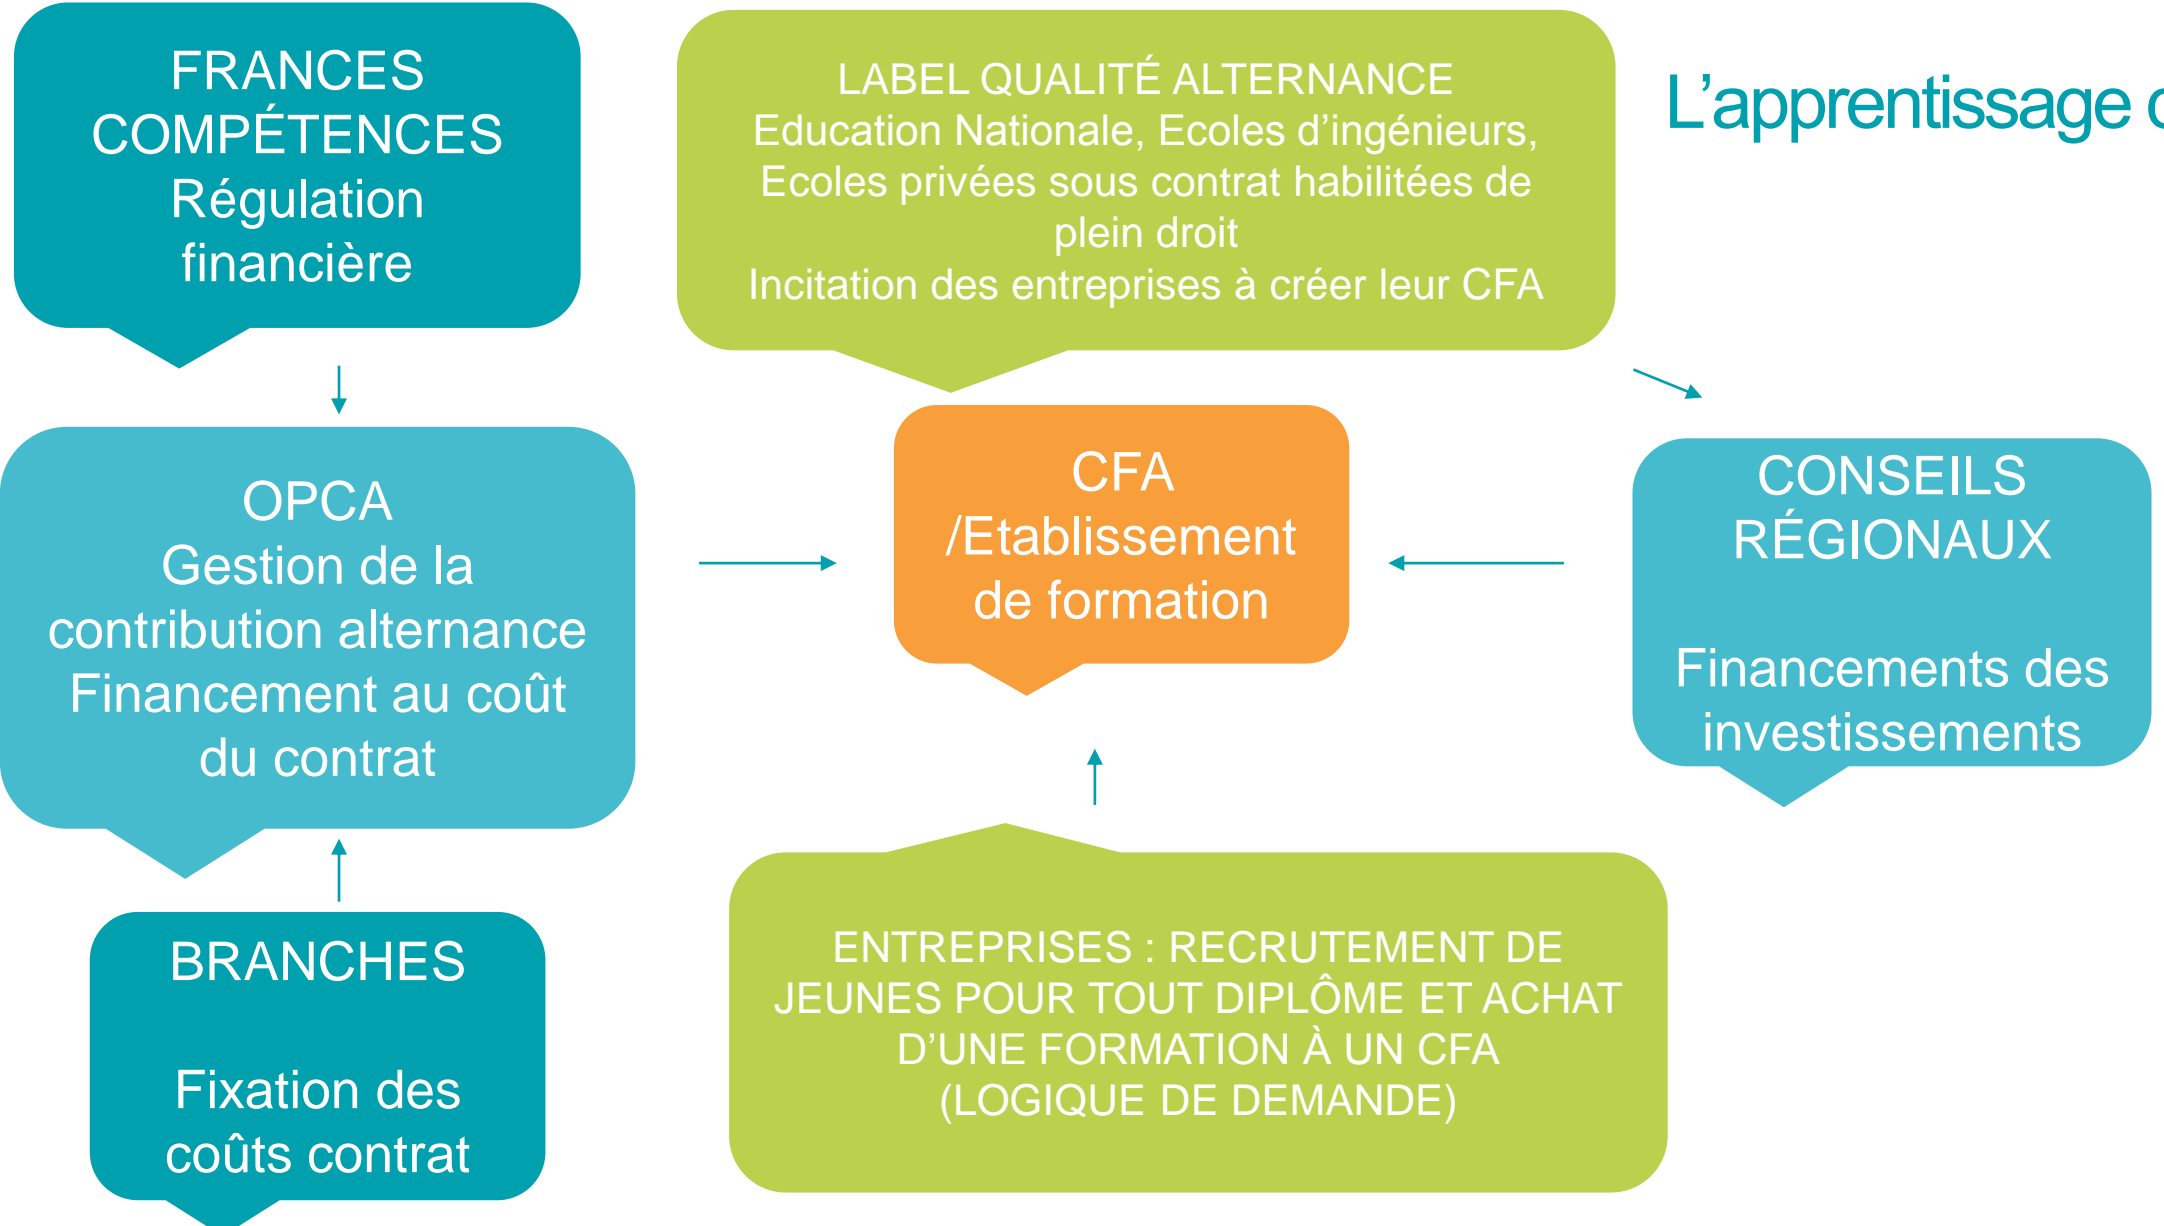 FRANCES
COMPÉTENCES
Régulation
financière
LABEL QUALITÉ ALTERNANCE
Education Nationale, Ecoles d’ingénieurs,
Ecoles privées sous contrat habilitées de
plein droit
Incitation des entreprises à créer leur CFA
L’apprentissage
OPCA
Gestion de la
contribution alternance
Financement au coût
du contrat
CFA
/Etablissement
de formation
CONSEILS
RÉGIONAUX
Financements des
investissements
BRANCHES
Fixation des
coûts contrat
ENTREPRISES : RECRUTEMENT DE
JEUNES POUR TOUT DIPLÔME ET ACHAT
D’UNE FORMATION À UN CFA
(LOGIQUE DE DEMANDE)